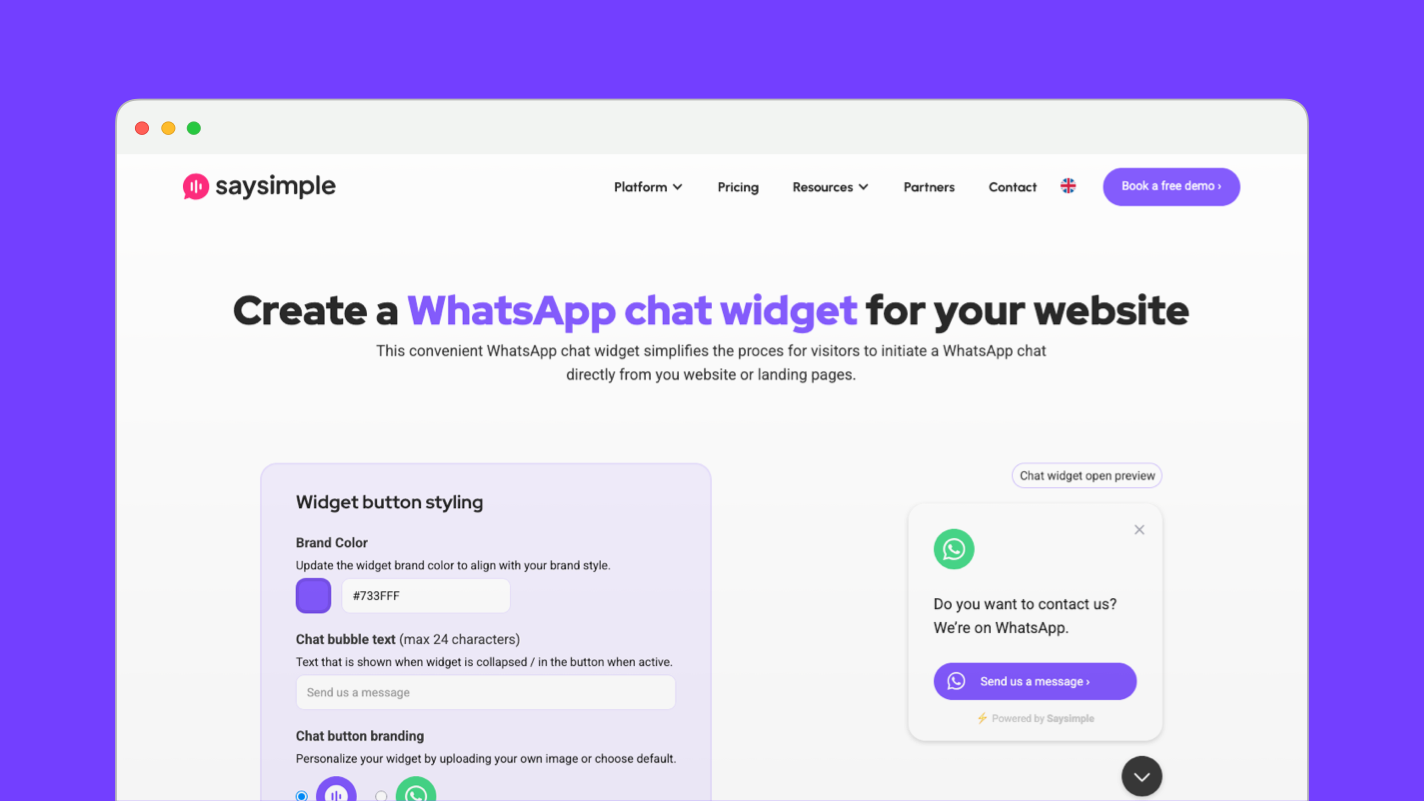 saysimple
Platform
Pricing
Resources
Partners
Contact
Book a free demo ›
Create a WhatsApp chat widget for your website
This convenient WhatsApp chat widget simplifies the proces for visitors to initiate a WhatsApp chat
directly from you website or landing pages.
Widget button styling
Brand Color
Update the widget brand color to align with your brand style.
#733FFF
Chat bubble text (max 24 characters)
Text that is shown when widget is collapsed / in the button when active.
Send us a message
Chat button branding
Personalize your widget by uploading your own image or choose default.
Chat widget open preview
Do you want to contact us?
We're on WhatsApp.
Send us a message ›
⚡ Powered by Saysimple